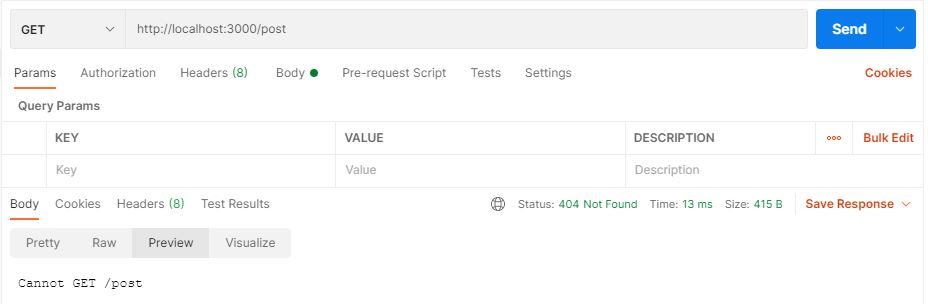 GET http://localhost:3000/post Send
Params Authorization Headers (8) Body Pre-request Script Tests Settings Cookies
Query Params
KEY VALUE DESCRIPTION ooo Bulk Edit
Key Value Description
Body Cookies Headers (8) Test Results Status: 404 Not Found Time: 13 ms Size: 415 B Save Response
Pretty Raw Preview Visualize
Cannot GET /post